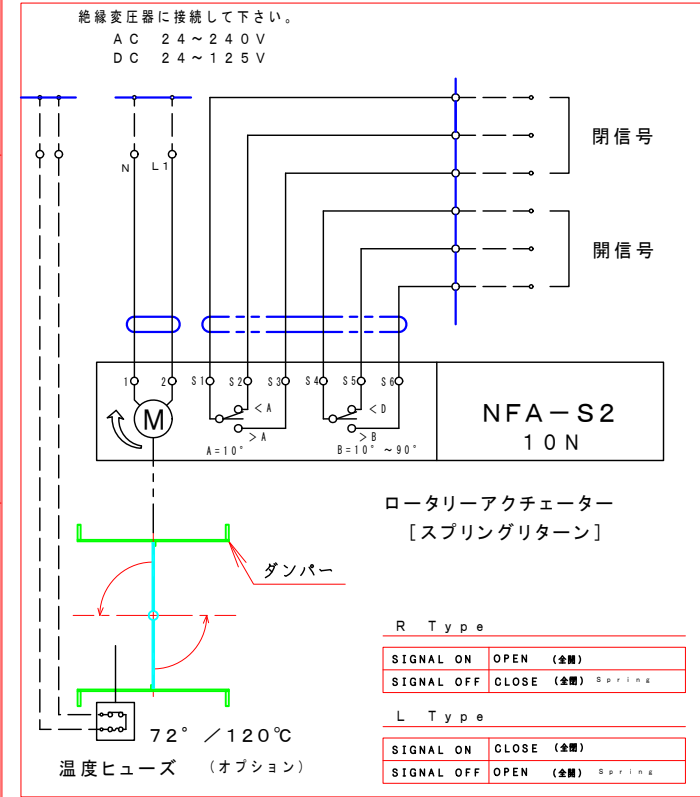 絶縁変圧器に接続して下さい。
AC 24~240V
DC 24~125V
N L1
閉信号
開信号
1 2 S1 S2 S3 S4 S5 S6
M
<A
>A
A=10°
<D
>B
B=10°~90°
NFA-S2
10N
ロータリーアクチェーター
[スプリングリターン]
ダンパー
72°/120℃
温度ヒューズ (オプション)
R Type
SIGNAL ON OPEN (全開)
SIGNAL OFF CLOSE (全閉) Spring
L Type
SIGNAL ON CLOSE (全閉)
SIGNAL OFF OPEN (全開) Spring